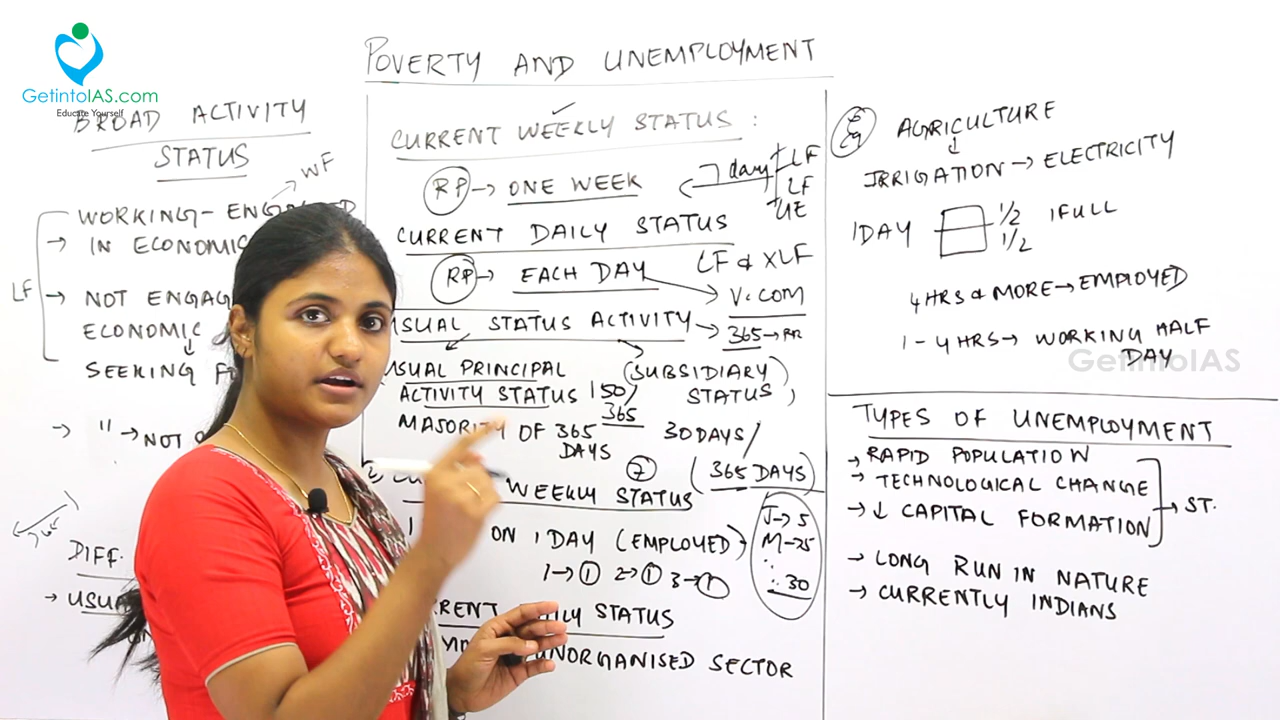 GetintoIAS.com
Educate Yourself
POVERTY AND UNEMPLOYMENT
BROAD ACTIVITY
STATUS
WF
WORKING - ENGAGED
→ IN ECONOMIC
LF
→ NOT ENGAG
ECONOMIC
↓
SEEKING
→ " → NOT
DIFF.
→ USUA
CURRENT WEEKLY STATUS :
RP → ONE WEEK
7 day
LF
LF
UE
CURRENT DAILY STATUS
RP → EACH DAY
LF & XLF
V. COM
USUAL STATUS ACTIVITY → 365 → RR
USUAL PRINCIPAL
ACTIVITY STATUS 150/
365
(SUBSIDIARY)
STATUS
MAJORITY OF 365
DAYS
30 DAYS/
(365 DAYS)
7
WEEKLY STATUS
ON 1 DAY (EMPLOYED)
1 → 1 2 → 1 3 → 1
J → 5
M → 5
∴ 30
RRENT DAILY STATUS
UNORGANISED SECTOR
Eg
AGRICULTURE
↓
IRRIGATION → ELECTRICITY
1 DAY
1/2
1/2
1 FULL
4 HRS & MORE → EMPLOYED
1 - 4 HRS → WORKING HALF
DAY
GetintoIAS
TYPES OF UNEMPLOYMENT
→ RAPID POPULATION
→ TECHNOLOGICAL CHANGE
→ ↓ CAPITAL FORMATION
→ ST.
→ LONG RUN IN NATURE
→ CURRENTLY INDIANS